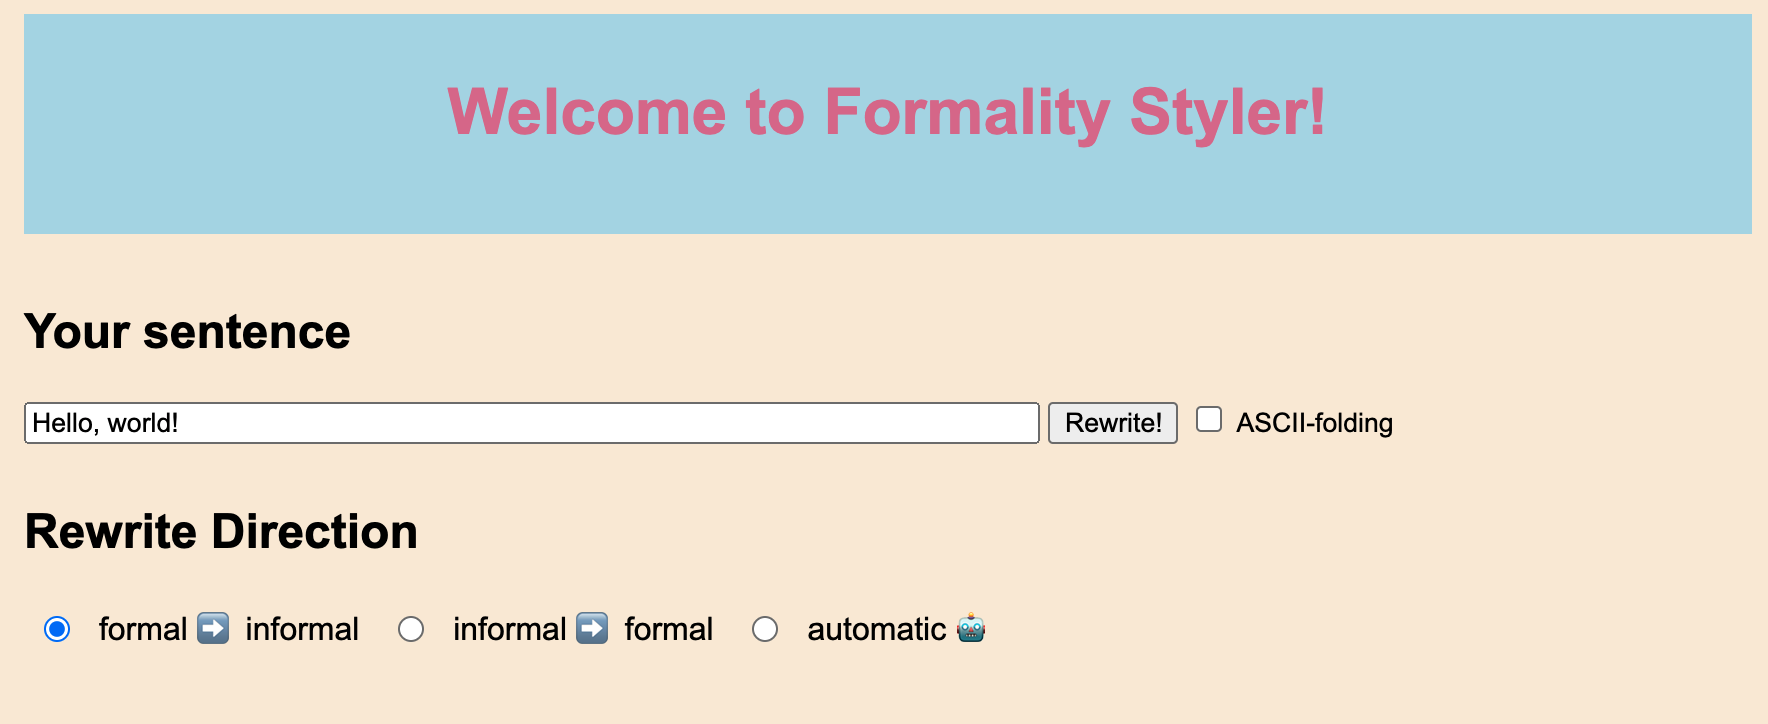 Welcome to Formality Styler!
Your sentence
Hello, world! Rewrite! ASCII-folding
Rewrite Direction
formal ➡️ informal informal ➡️ formal automatic 🤖